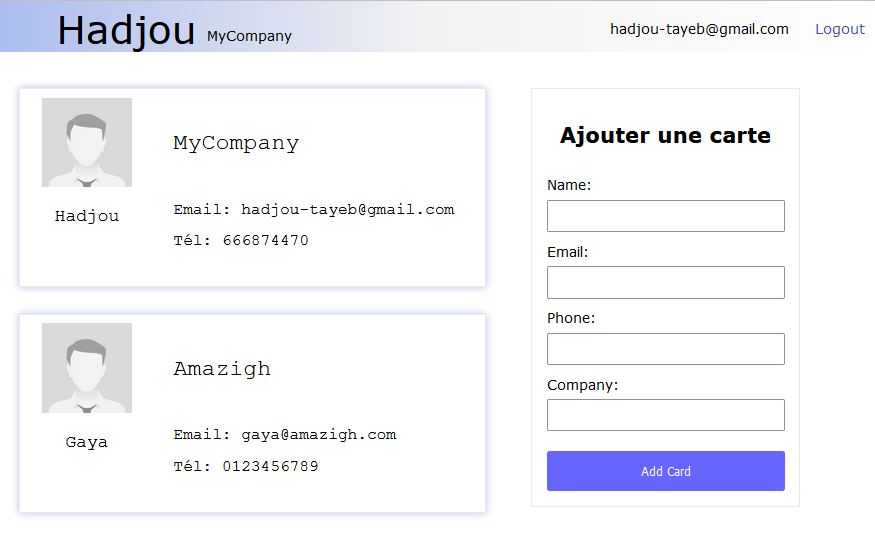 Hadjou MyCompany hadjou-tayeb@gmail.com Logout
MyCompany
Hadjou
Email: hadjou-tayeb@gmail.com
Tél: 666874470
Amazigh
Gaya
Email: gaya@amazigh.com
Tél: 0123456789
Ajouter une carte
Name:
Email:
Phone:
Company:
Add Card